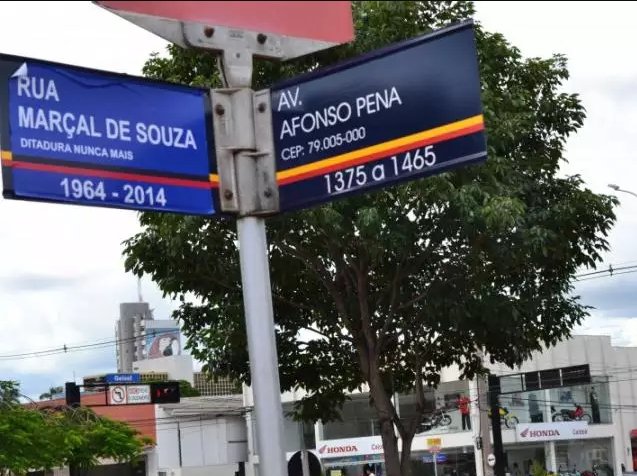 RUA
MARÇAL DE SOUZA
DITADURA NUNCA MAIS
1964 - 2014
AV.
AFONSO PENA
CEP: 79.005-000
1375 a 1465
HONDA
HONDA